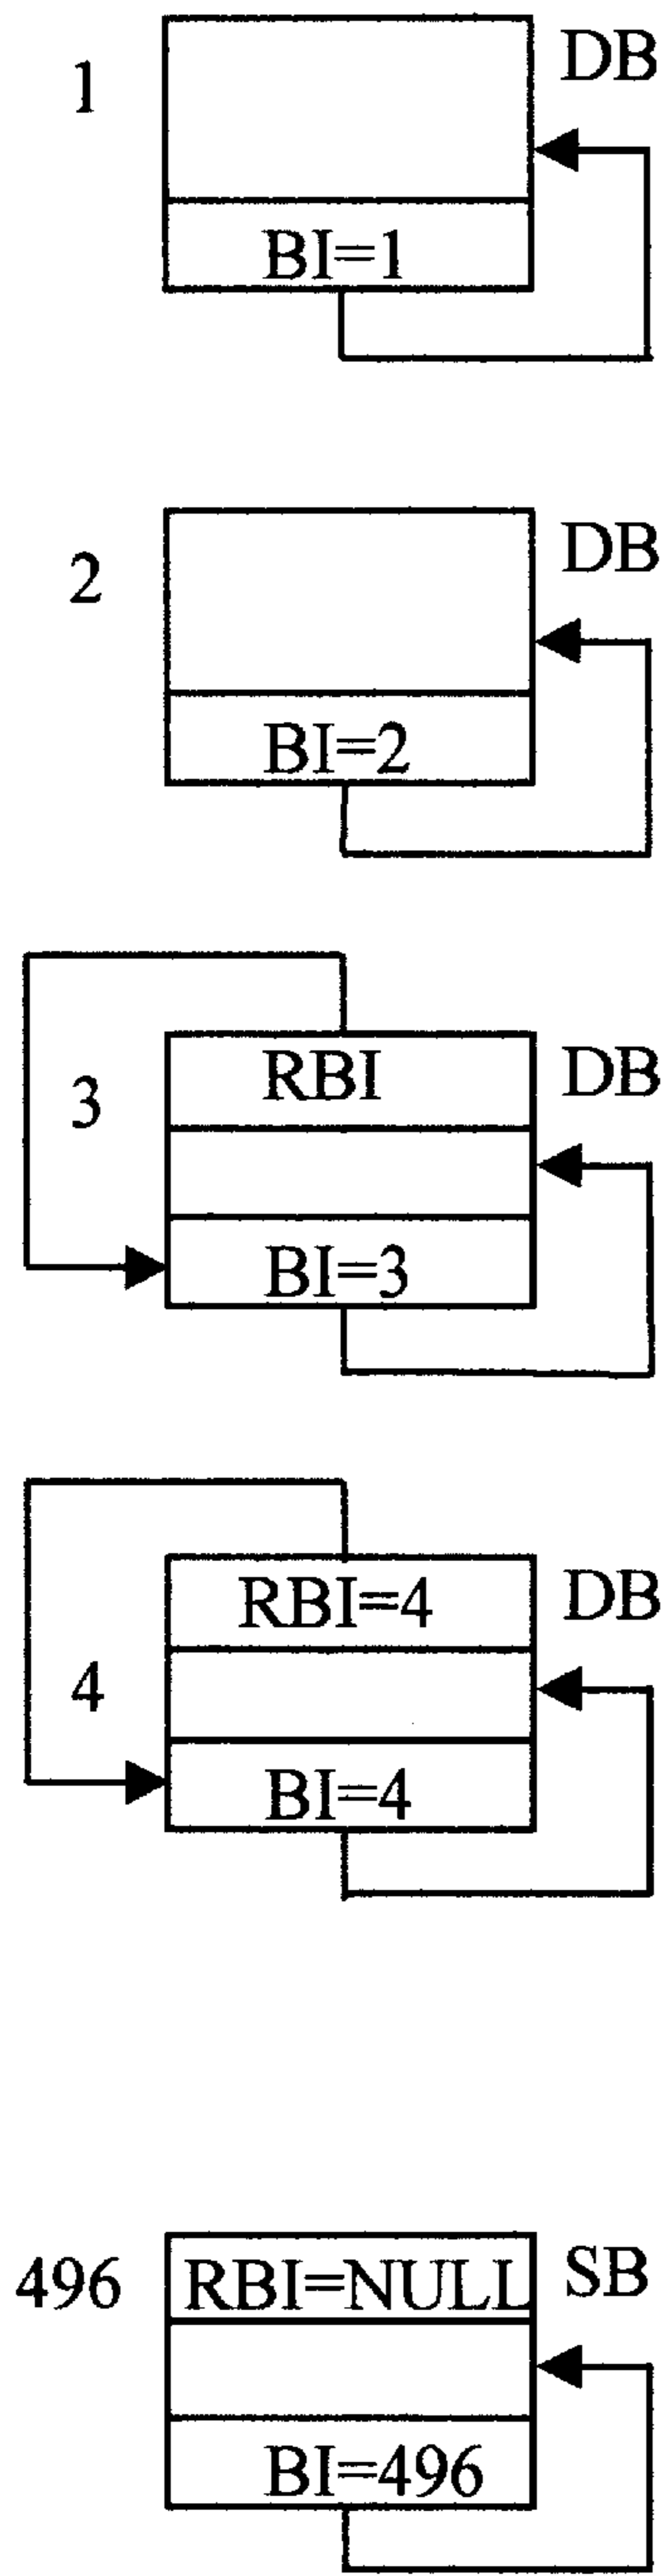 1
DB
BI=1
2
DB
BI=2
3
RBI
DB
BI=3
4
RBI=4
DB
BI=4
496
RBI=NULL
SB
BI=496